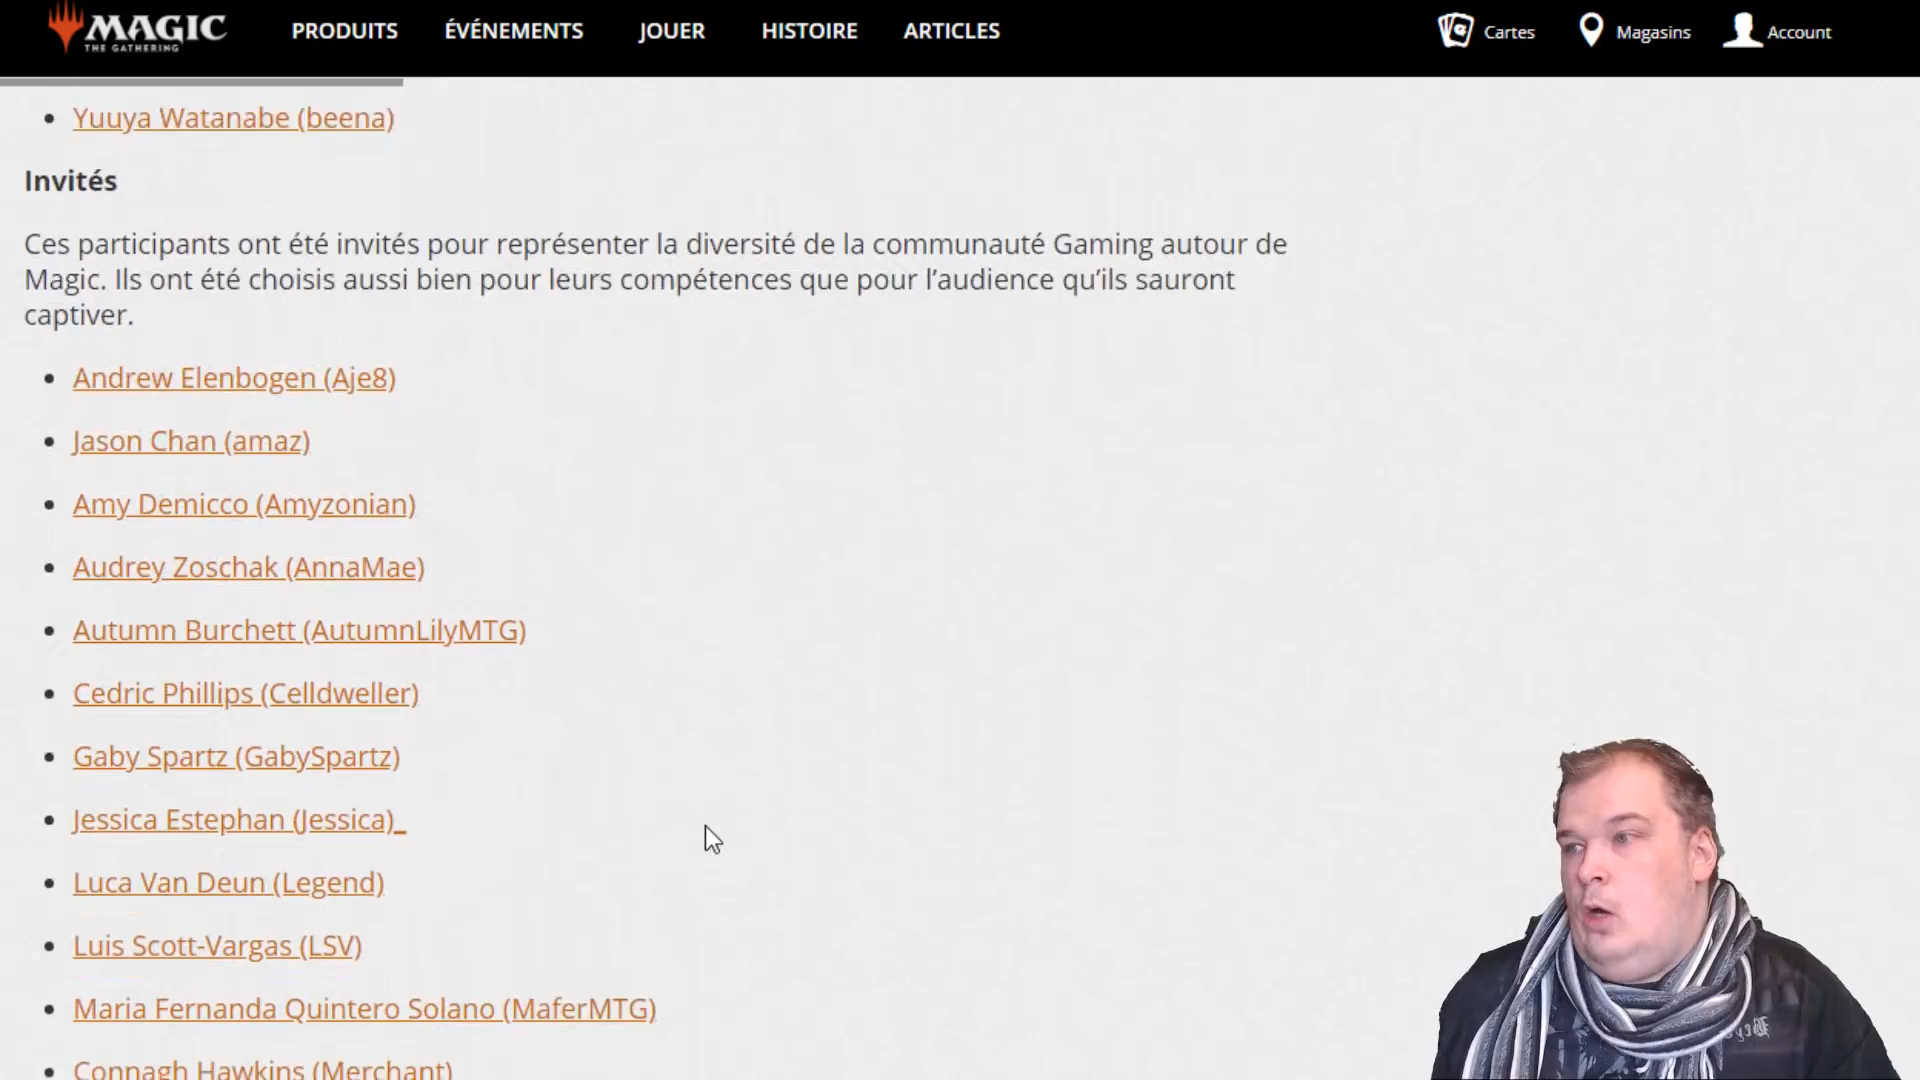 MAGIC
THE GATHERING
PRODUITS
ÉVÉNEMENTS
JOUER
HISTOIRE
ARTICLES
Cartes
Magasins
Account
Yuuya Watanabe (beena)
Invités
Ces participants ont été invités pour représenter la diversité de la communauté Gaming autour de
Magic. Ils ont été choisis aussi bien pour leurs compétences que pour l’audience qu’ils sauront
captiver.
Andrew Elenbogen (Aje8)
Jason Chan (amaz)
Amy Demicco (Amyzonian)
Audrey Zoschak (AnnaMae)
Autumn Burchett (AutumnLilyMTG)
Cedric Phillips (Celldweller)
Gaby Spartz (GabySpartz)
Jessica Estephan (Jessica)_
Luca Van Deun (Legend)
Luis Scott-Vargas (LSV)
Maria Fernanda Quintero Solano (MaferMTG)
Connagh Hawkins (Merchant)